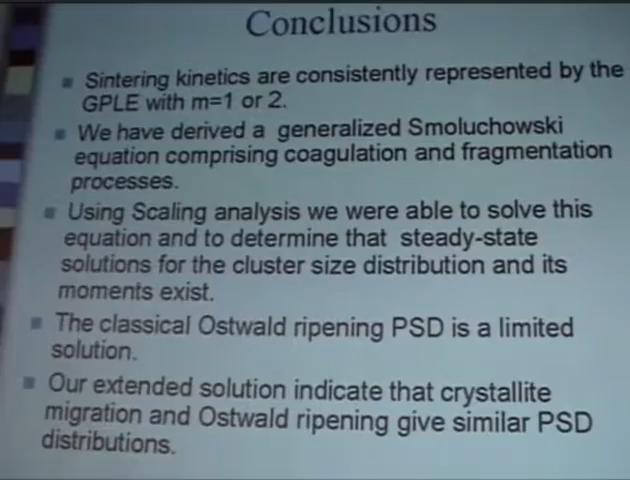 Conclusions
Sintering kinetics are consistently represented by the
GPLE with m=1 or 2.
We have derived a generalized Smoluchowski
equation comprising coagulation and fragmentation
processes.
Using Scaling analysis we were able to solve this
equation and to determine that steady-state
solutions for the cluster size distribution and its
moments exist.
The classical Ostwald ripening PSD is a limited
solution.
Our extended solution indicate that crystallite
migration and Ostwald ripening give similar PSD
distributions.